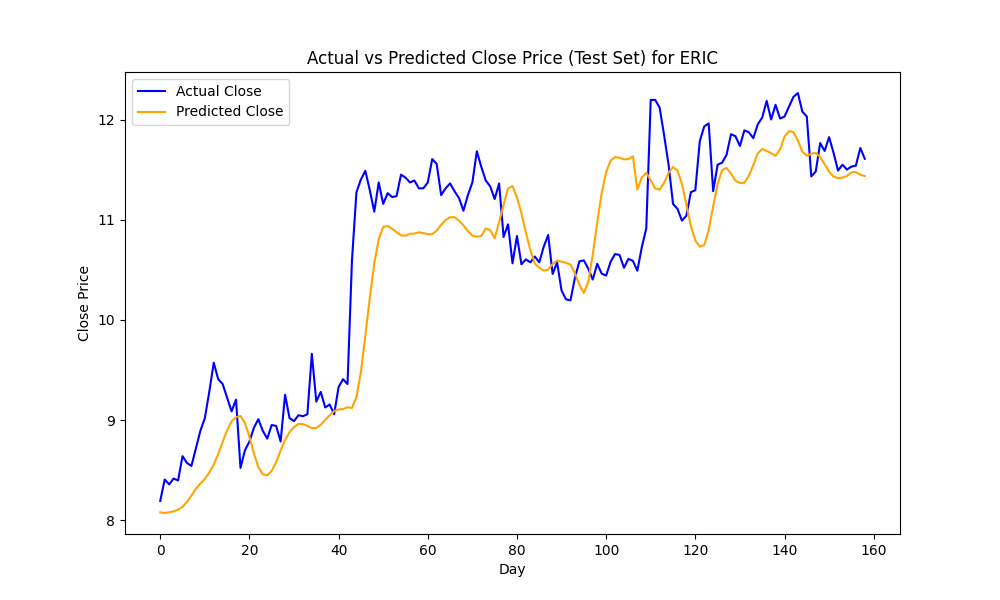 Actual vs Predicted Close Price (Test Set) for ERIC
Actual Close
Predicted Close
12
11
10
9
8
Close Price
0 20 40 60 80 100 120 140 160
Day